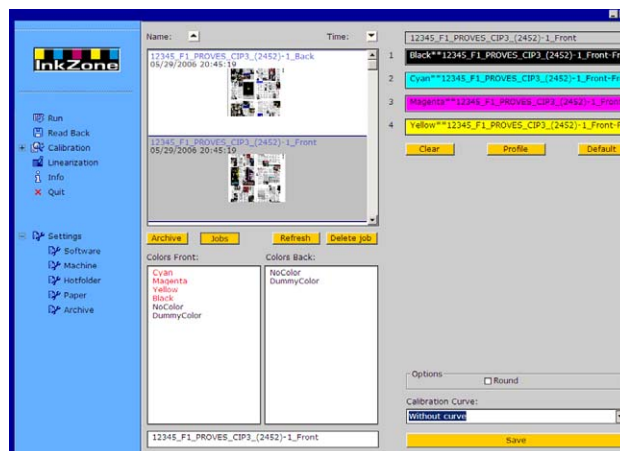 InkZone
Run
Read Back
Calibration
Linearization
Info
Quit
Settings
Software
Machine
Hotfolder
Paper
Archive
Name:
Time:
12345_F1_PROVES_CIP3_(2452)-1_Back
05/29/2006 20:45:19
12345_F1_PROVES_CIP3_(2452)-1_Front
05/29/2006 20:45:19
Archive
Jobs
Refresh
Delete job
Colors Front:
Cyan
Magenta
Yellow
Black
NoColor
DummyColor
Colors Back:
NoColor
DummyColor
12345_F1_PROVES_CIP3_(2452)-1_Front
12345_F1_PROVES_CIP3_(2452)-1_Front
1 Black**12345_F1_PROVES_CIP3_(2452)-1_Front-Fr
2 Cyan**12345_F1_PROVES_CIP3_(2452)-1_Front-Fr
3 Magenta**12345_F1_PROVES_CIP3_(2452)-1_Front
4 Yellow**12345_F1_PROVES_CIP3_(2452)-1_Front-F
Clear
Profile
Default
Options
Round
Calibration Curve:
Without curve
Save